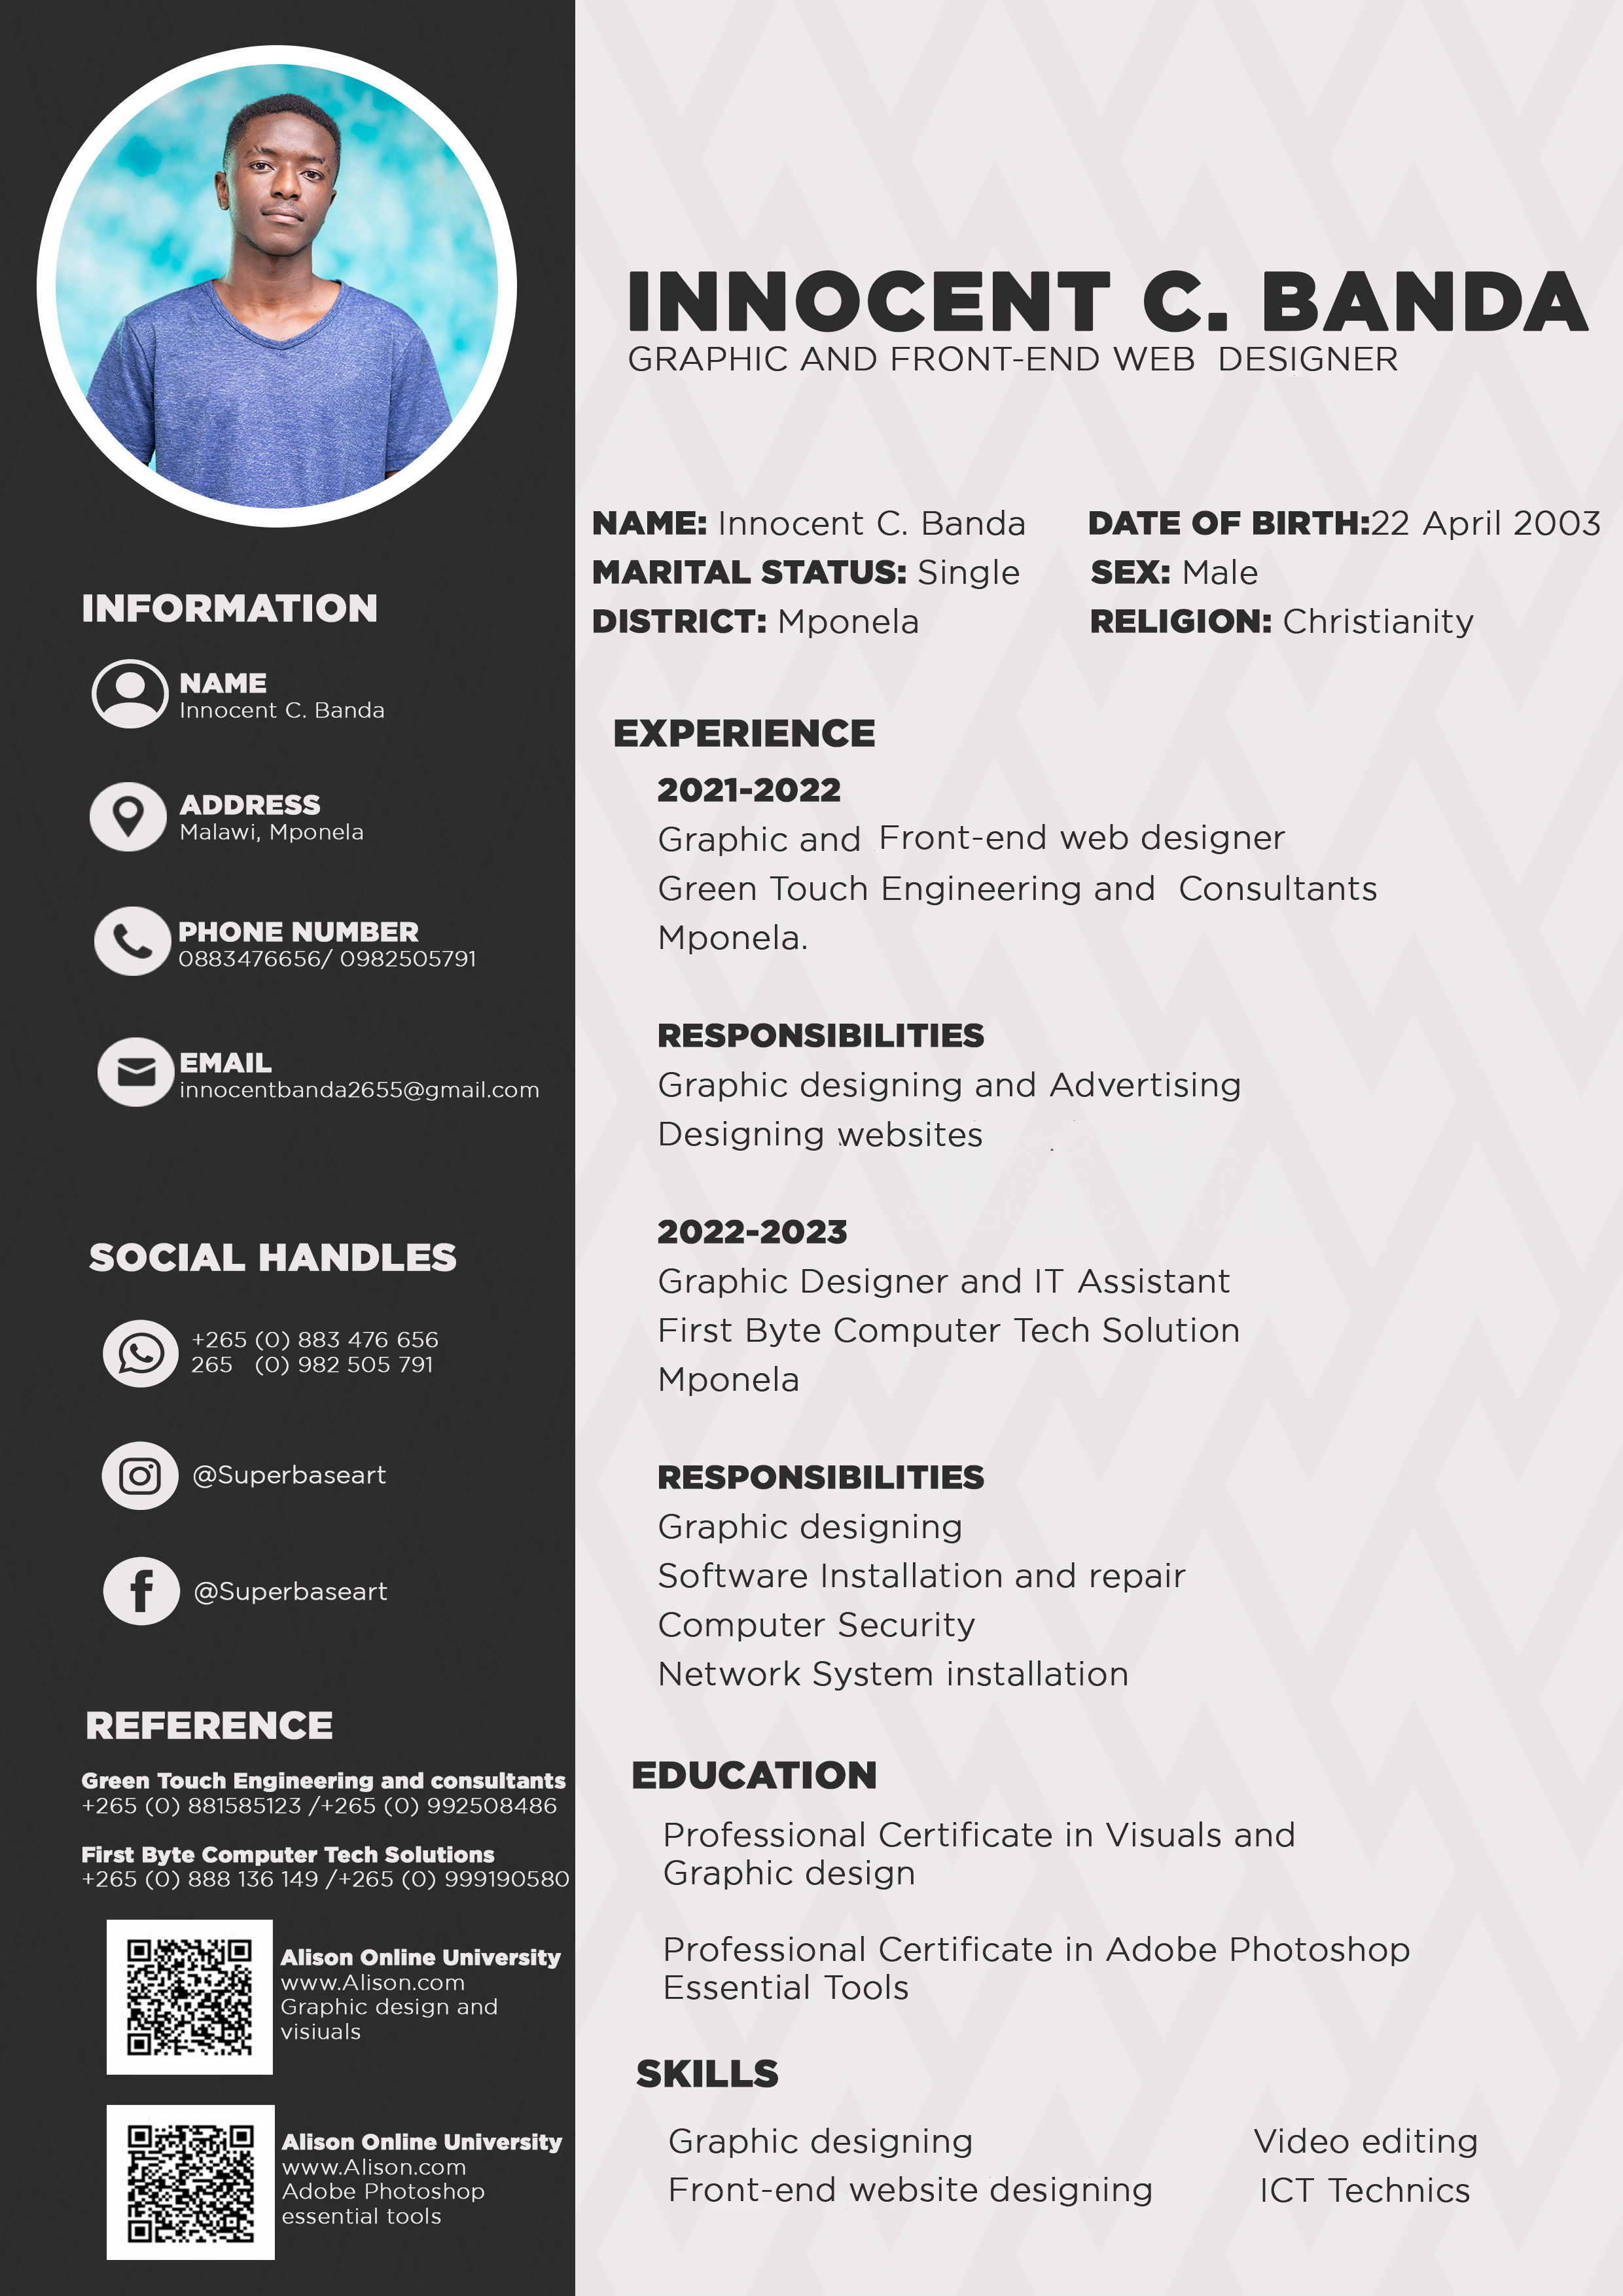 INNOCENT C. BANDA
GRAPHIC AND FRONT-END WEB DESIGNER
NAME: Innocent C. Banda
DATE OF BIRTH:22 April 2003
MARITAL STATUS: Single
SEX: Male
DISTRICT: Mponela
RELIGION: Christianity
INFORMATION
NAME
Innocent C. Banda
ADDRESS
Malawi, Mponela
PHONE NUMBER
0883476656/ 0982505791
EMAIL
innocentbanda2655@gmail.com
SOCIAL HANDLES
+265 (0) 883 476 656
265 (0) 982 505 791
@Superbaseart
@Superbaseart
REFERENCE
Green Touch Engineering and consultants
+265 (0) 881585123 /+265 (0) 992508486
First Byte Computer Tech Solutions
+265 (0) 888 136 149 /+265 (0) 999190580
Alison Online University
www.Alison.com
Graphic design and
visiuals
Alison Online University
www.Alison.com
Adobe Photoshop
essential tools
EXPERIENCE
2021-2022
Graphic and Front-end web designer
Green Touch Engineering and Consultants
Mponela.
RESPONSIBILITIES
Graphic designing and Advertising
Designing websites
2022-2023
Graphic Designer and IT Assistant
First Byte Computer Tech Solution
Mponela
RESPONSIBILITIES
Graphic designing
Software Installation and repair
Computer Security
Network System installation
EDUCATION
Professional Certificate in Visuals and
Graphic design
Professional Certificate in Adobe Photoshop
Essential Tools
SKILLS
Graphic designing
Video editing
Front-end website designing
ICT Technics